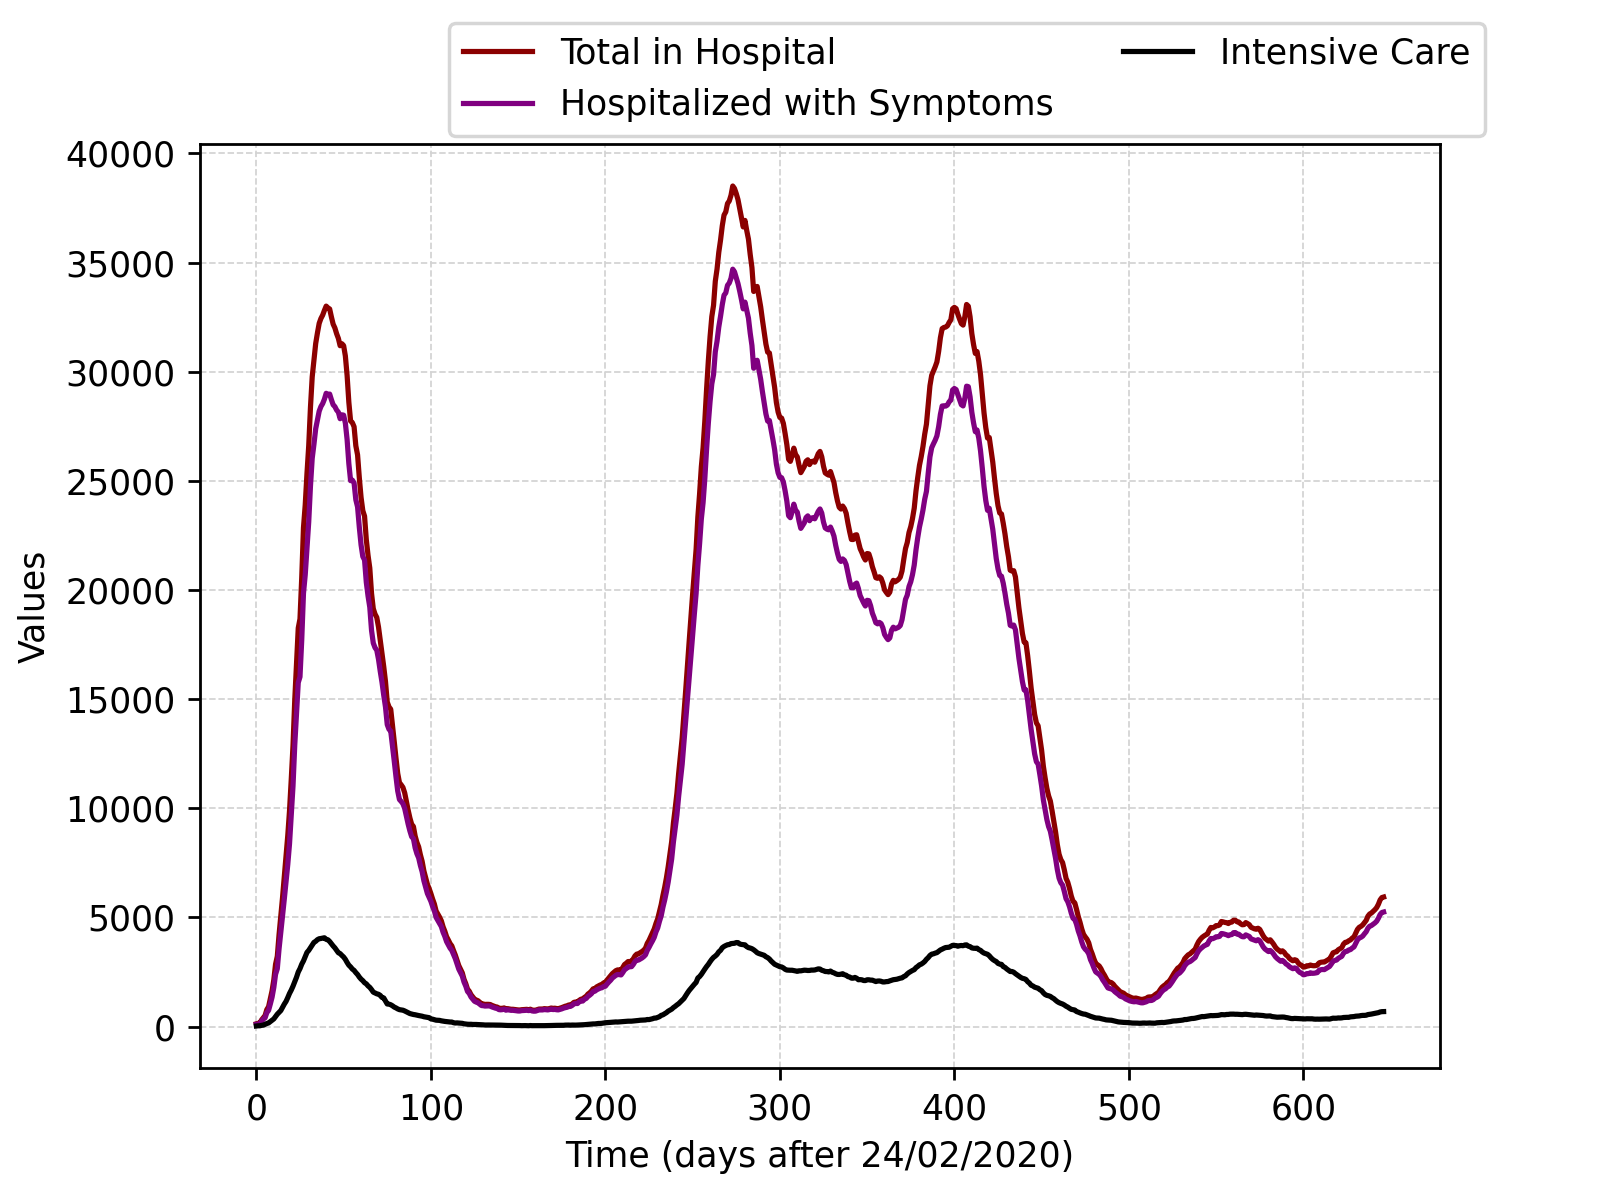 Total in Hospital
Hospitalized with Symptoms
Intensive Care
40000
35000
30000
25000
20000
15000
10000
5000
0
Values
0 100 200 300 400 500 600
Time (days after 24/02/2020)